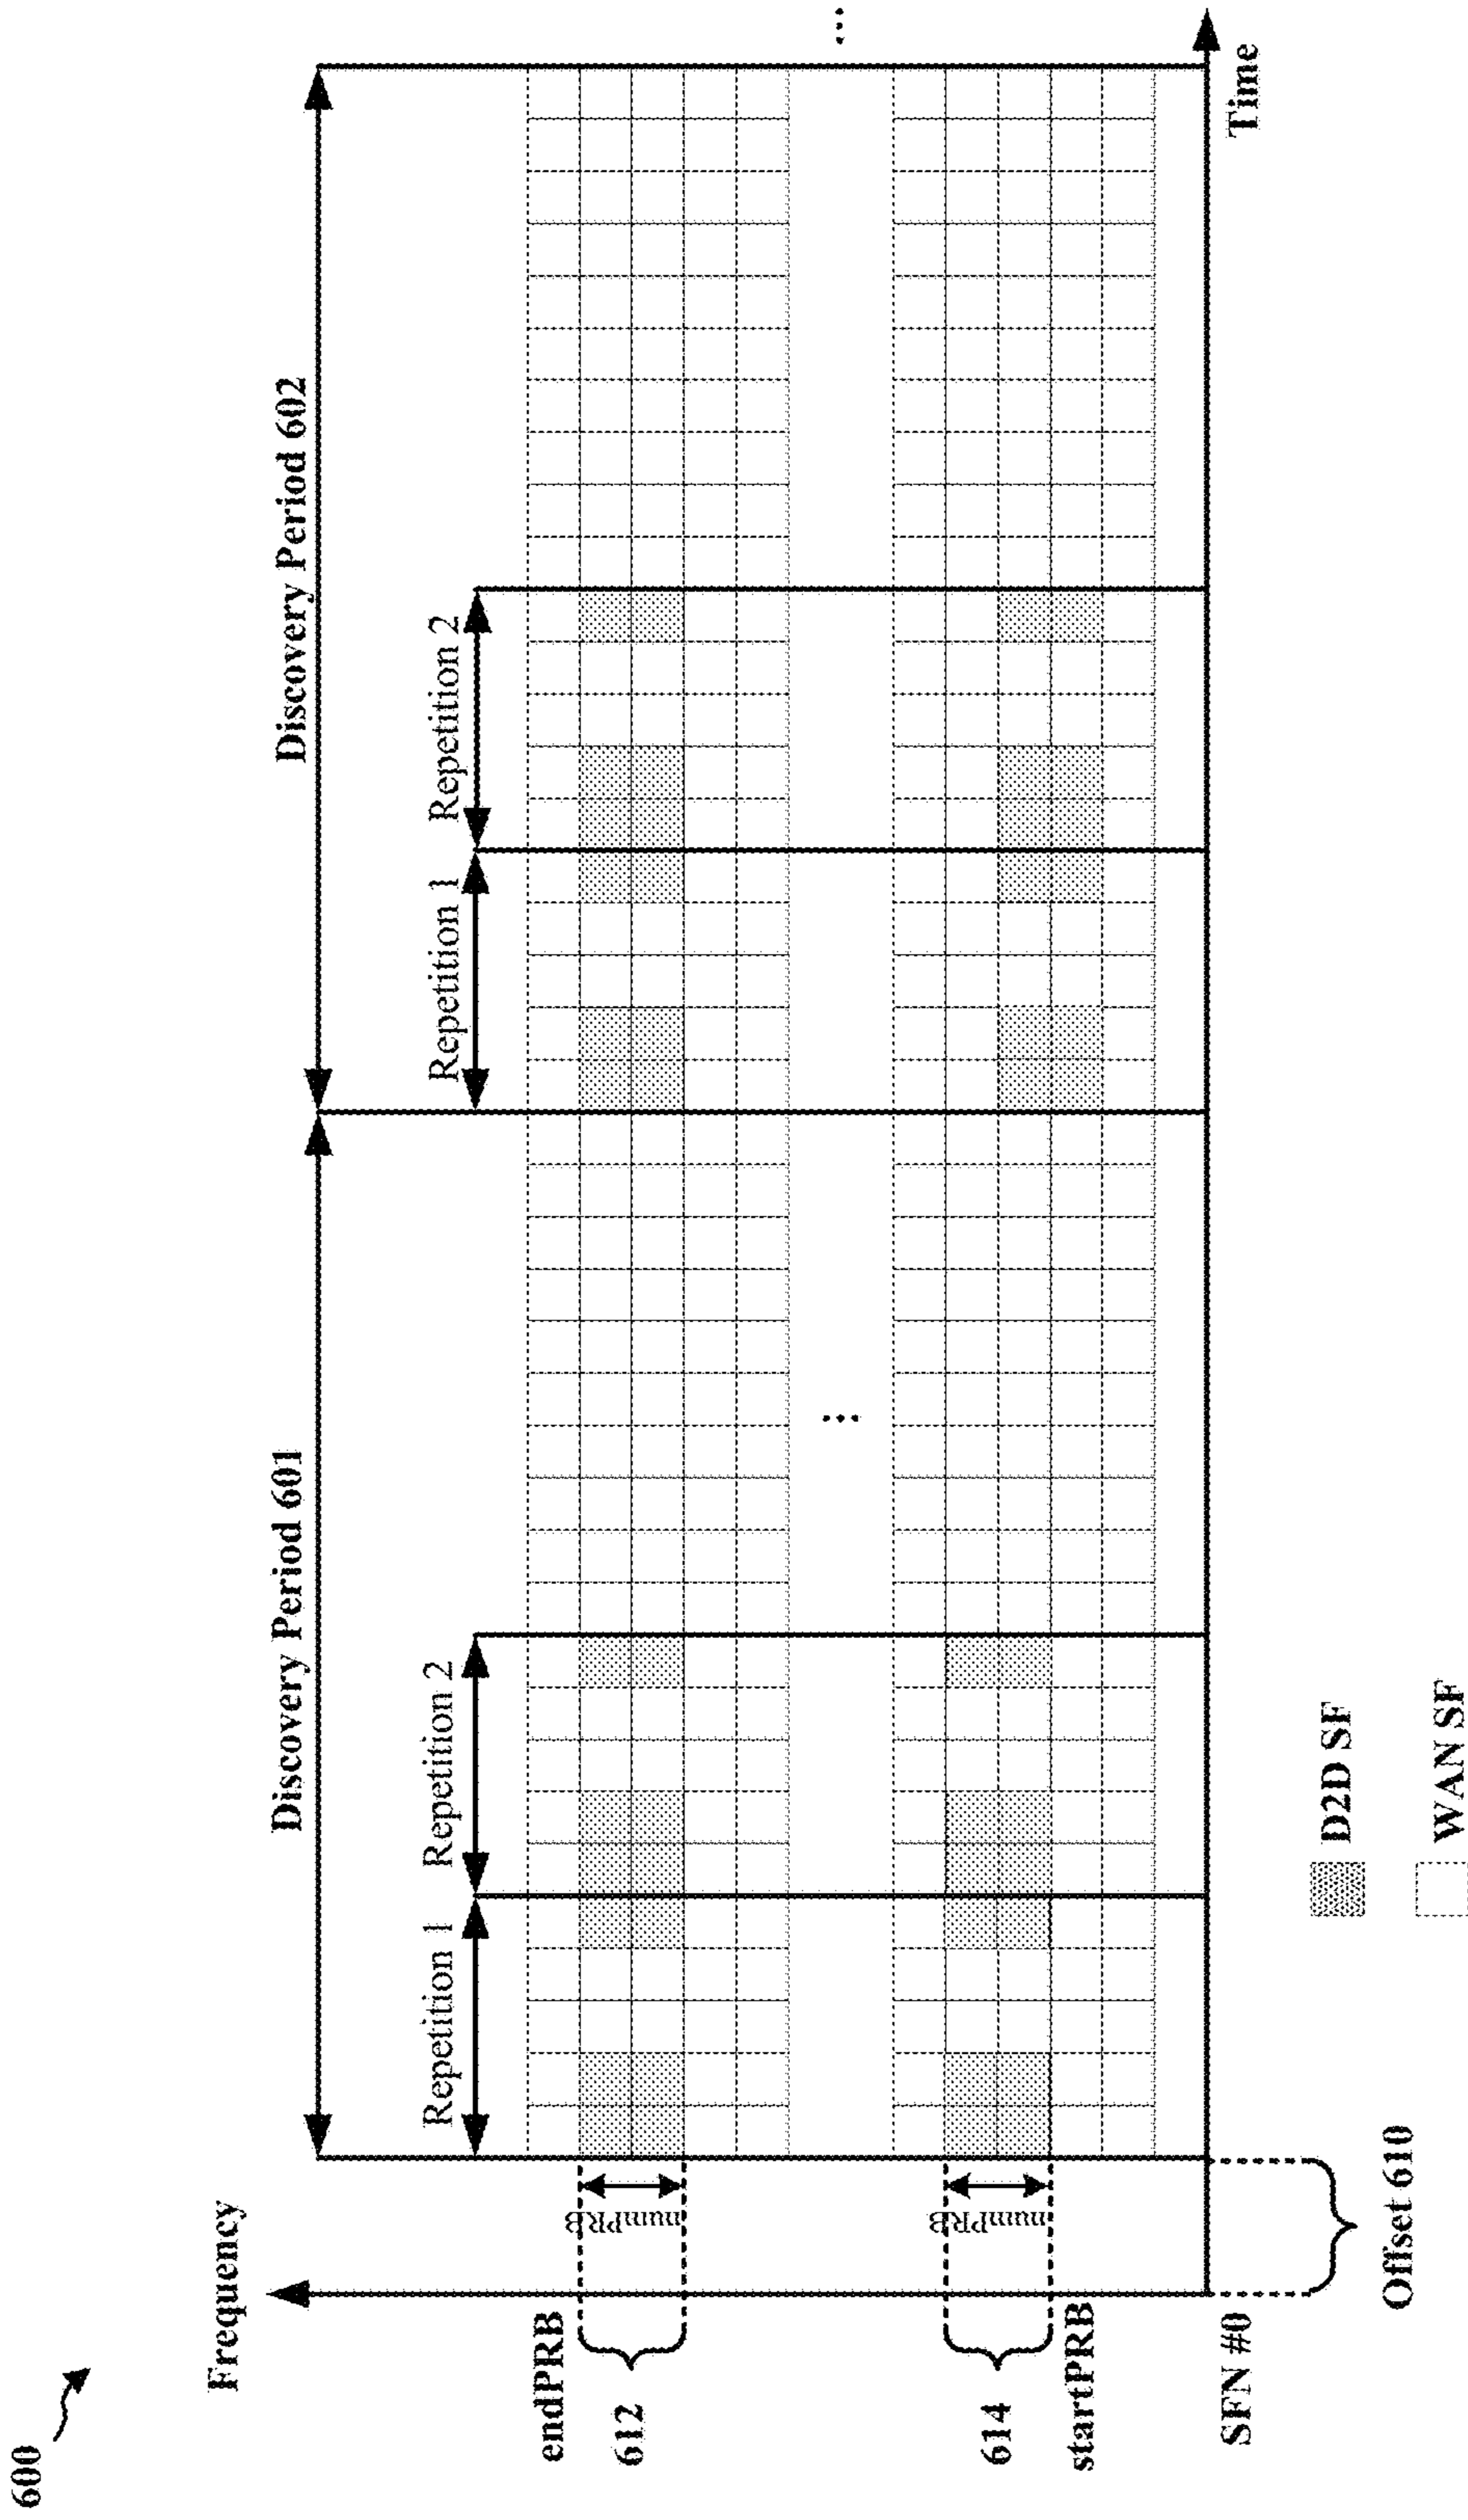 600
Frequency
Discovery Period 601
Discovery Period 602
Repetition 1
Repetition 2
Repetition 1
Repetition 2
endPRB
612
numPRB
...
...
614
numPRB
startPRB
SFN #0
Time
Offset 610
D2D SF
WAN SF